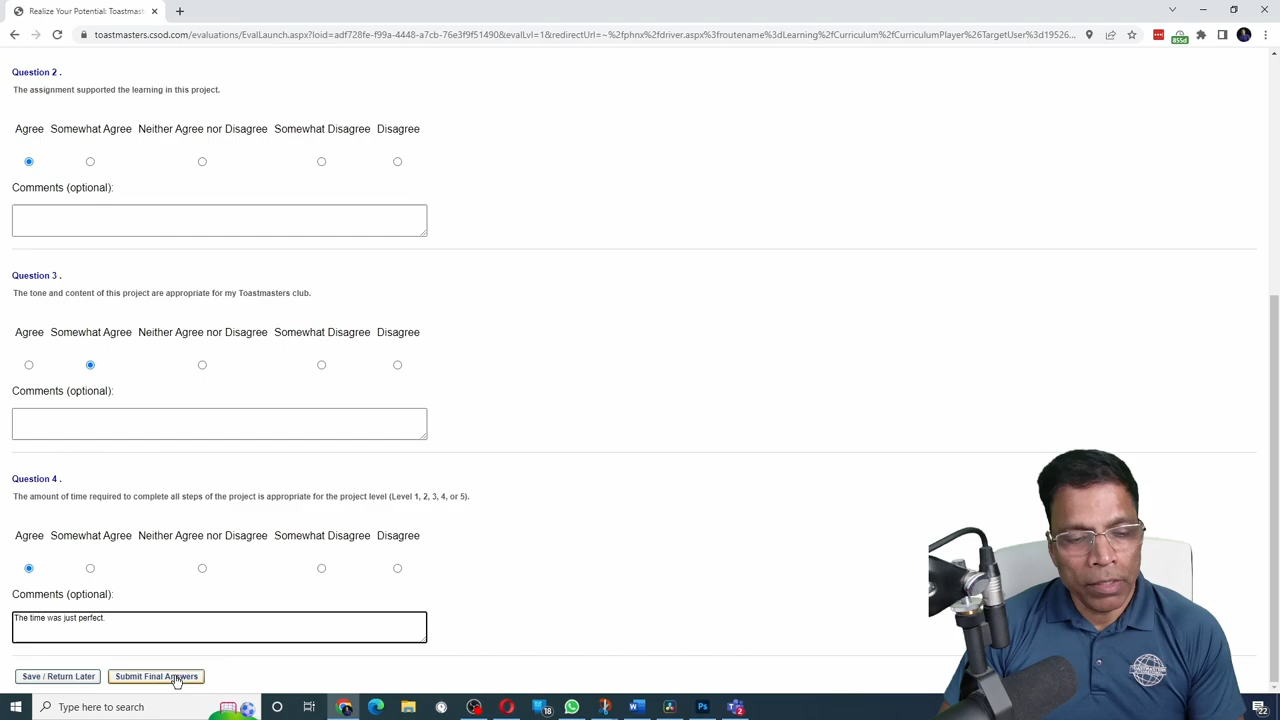 Realize Your Potential: Toastmast
toastmasters.csod.com/evaluations/EvalLaunch.aspx?loid=adf728fe-f99a-4448-a7cb-76e3f9f51490&evalLvl=1&redirectUrl=~%2fphnx%2fdriver.aspx%3froutename%3dLearning%2fCurriculum%2fCurriculumPlayer%26TargetUser%3d19526...
855d
Question 2 .
The assignment supported the learning in this project.
Agree Somewhat Agree Neither Agree nor Disagree Somewhat Disagree Disagree
Comments (optional):
Question 3 .
The tone and content of this project are appropriate for my Toastmasters club.
Agree Somewhat Agree Neither Agree nor Disagree Somewhat Disagree Disagree
Comments (optional):
Question 4 .
The amount of time required to complete all steps of the project is appropriate for the project level (Level 1, 2, 3, 4, or 5).
Agree Somewhat Agree Neither Agree nor Disagree Somewhat Disagree Disagree
Comments (optional):
The time was just perfect.
Save / Return Later Submit Final Answers
TOASTMASTERS
Type here to search
18
2
22